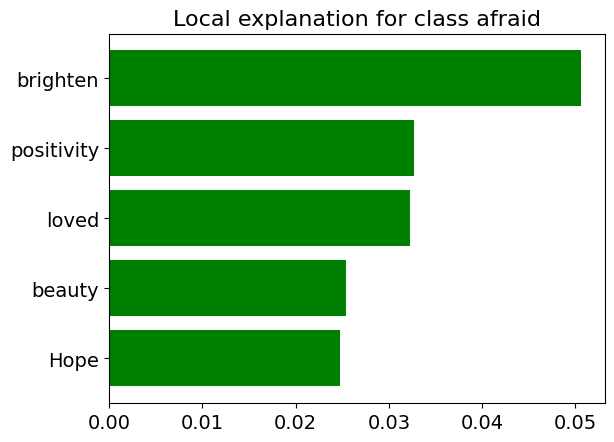 Local explanation for class afraid
brighten
positivity
loved
beauty
Hope
0.00 0.01 0.02 0.03 0.04 0.05